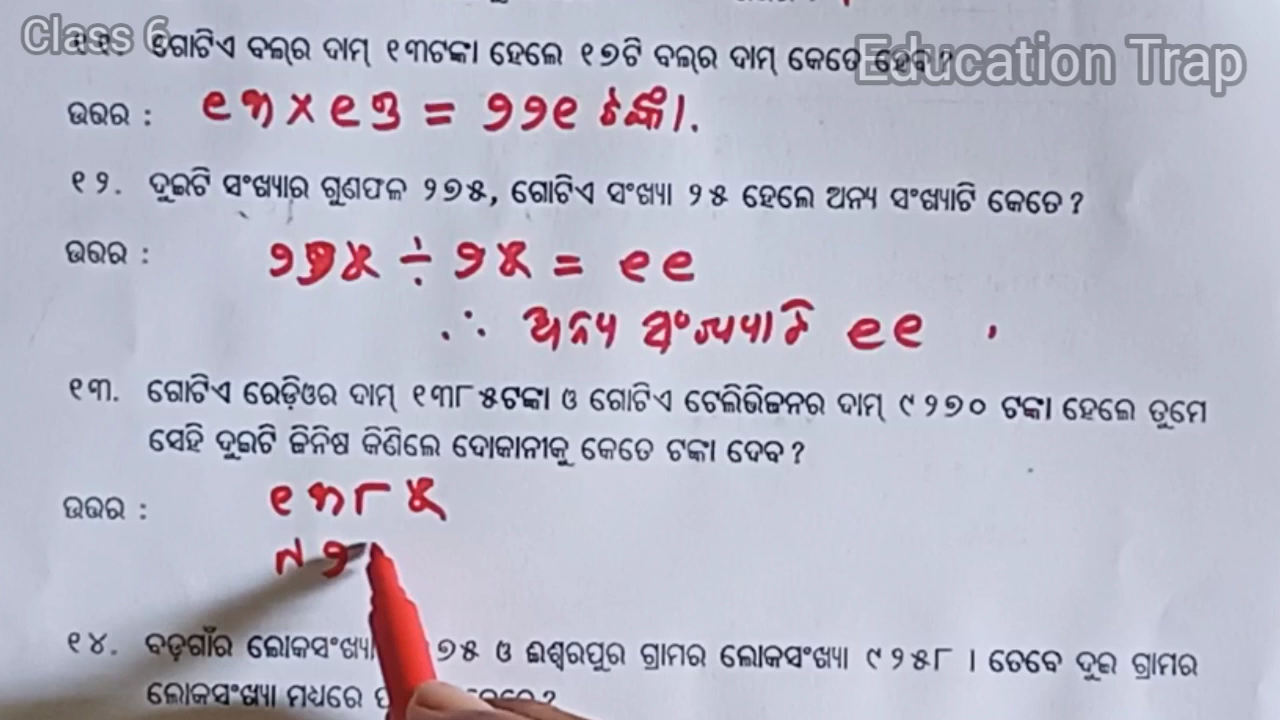 Class 6
Education Trap
୧୧. ଗୋଟିଏ ବଲ୍‌ର ଦାମ୍ ୧୩ଟଙ୍କା ହେଲେ ୧୭ଟି ବଲ୍‌ର ଦାମ୍ କେତେ ହେବ?
ଉତ୍ତର : ୧୩ × ୧୭ = ୨୨୧ ଟଙ୍କା।
୧୨. ଦୁଇଟି ସଂଖ୍ୟାର ଗୁଣଫଳ ୨୭୫, ଗୋଟିଏ ସଂଖ୍ୟା ୨୫ ହେଲେ ଅନ୍ୟ ସଂଖ୍ୟାଟି କେତେ ?
ଉତ୍ତର : ୨୭୫ ÷ ୨୫ = ୧୧
∴ ଅନ୍ୟ ସଂଖ୍ୟାଟି ୧୧
୧୩. ଗୋଟିଏ ରେଡ଼ିଓର ଦାମ୍ ୧୩୮୫ଟଙ୍କା ଓ ଗୋଟିଏ ଟେଲିଭିଜନର ଦାମ୍ ୯୨୭୦ ଟଙ୍କା ହେଲେ ତୁମେ
ସେହି ଦୁଇଟି ଜିନିଷ କିଣିଲେ ଦୋକାନୀକୁ କେତେ ଟଙ୍କା ଦେବ ?
ଉତ୍ତର : ୧୩୮୫
୯୨
୧୪. ବଡ଼ଗାଁର ଲୋକସଂଖ୍ୟା ୭୫ ଓ ଈଶ୍ୱରପୁର ଗ୍ରାମର ଲୋକସଂଖ୍ୟା ୯୨୫୮ । ତେବେ ଦୁଇ ଗ୍ରାମର
ଲୋକସଂଖ୍ୟା ମଧ୍ୟରେ